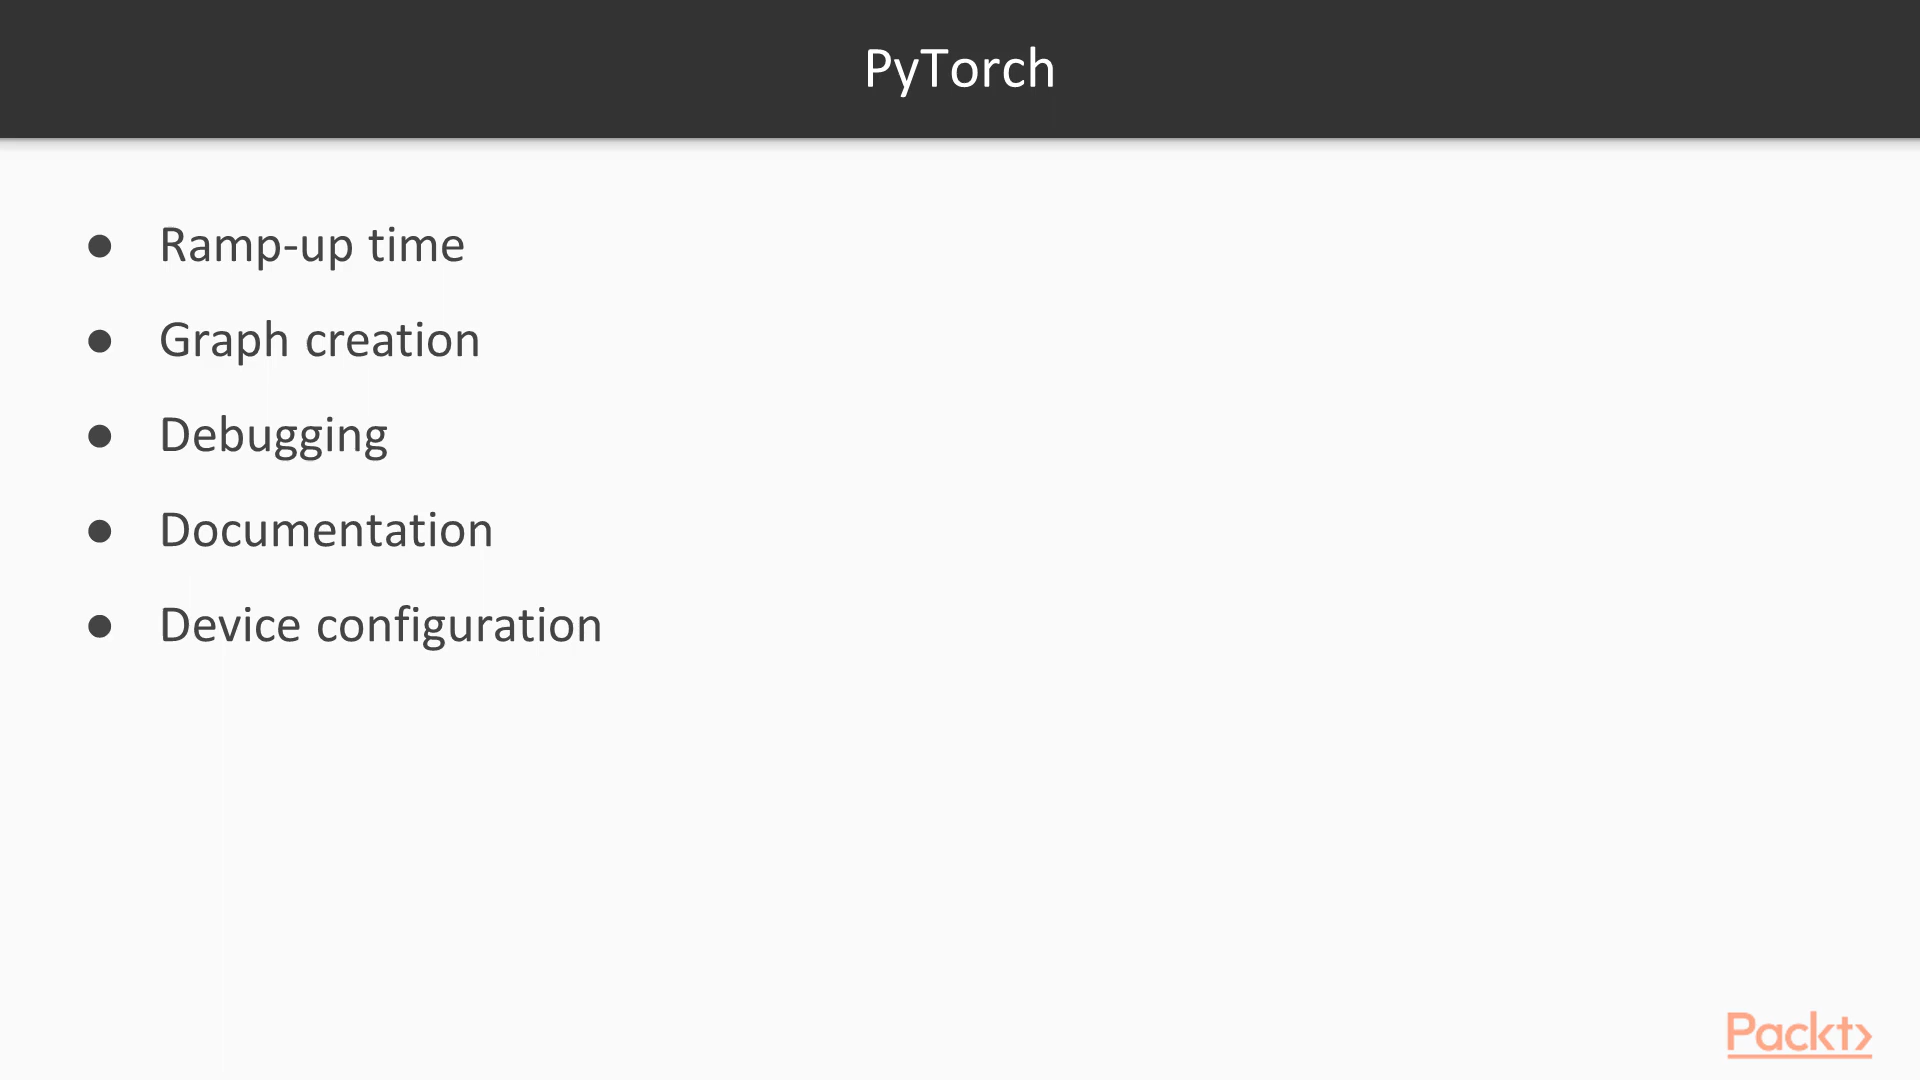 PyTorch
● Ramp-up time
● Graph creation
● Debugging
● Documentation
● Device configuration
Packt>